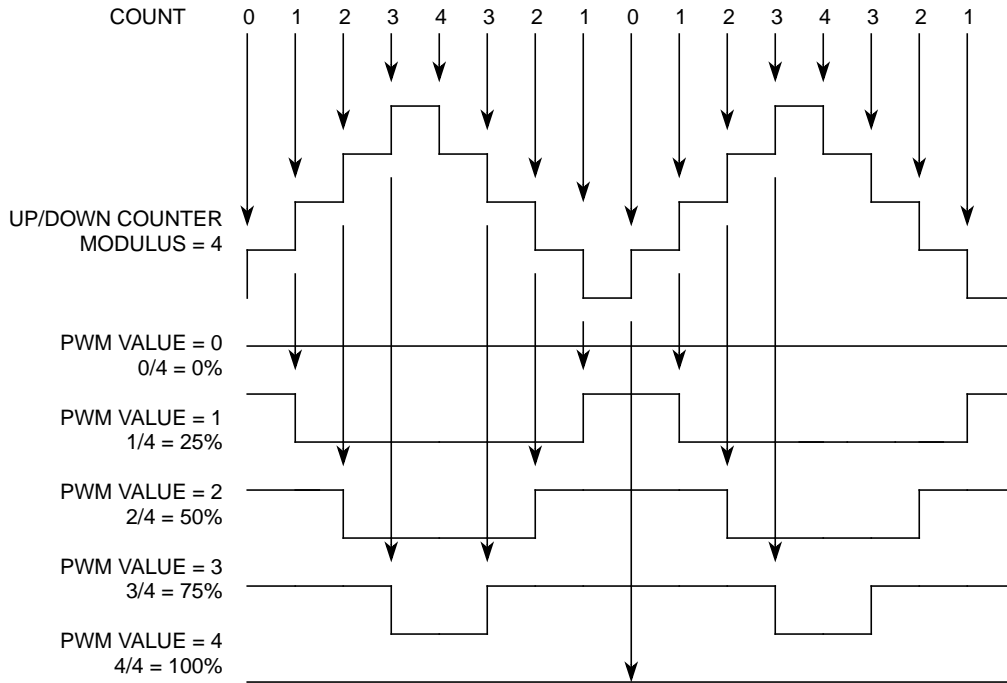 COUNT 0 1 2 3 4 3 2 1 0 1 2 3 4 3 2 1
UP/DOWN COUNTER
MODULUS = 4
PWM VALUE = 0
0/4 = 0%
PWM VALUE = 1
1/4 = 25%
PWM VALUE = 2
2/4 = 50%
PWM VALUE = 3
3/4 = 75%
PWM VALUE = 4
4/4 = 100%